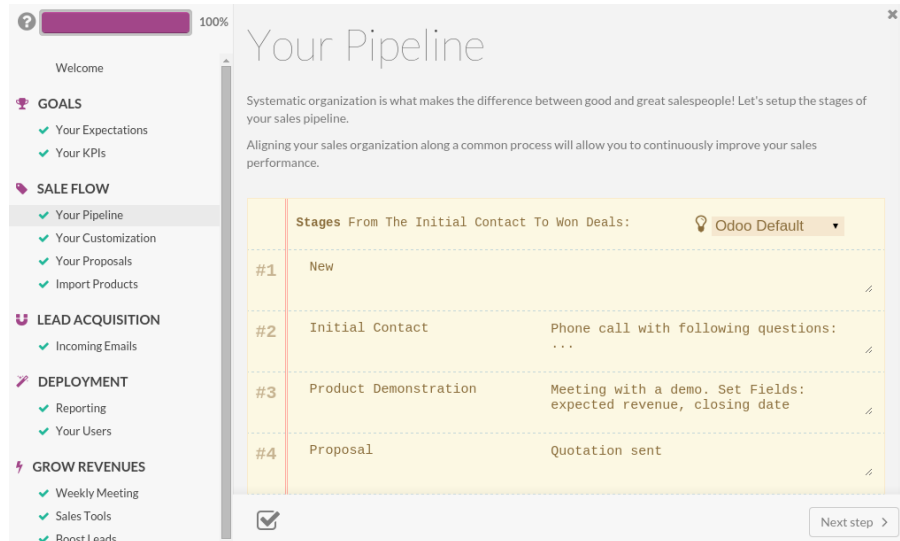 100%
Welcome
GOALS
Your Expectations
Your KPIs
SALE FLOW
Your Pipeline
Your Customization
Your Proposals
Import Products
LEAD ACQUISITION
Incoming Emails
DEPLOYMENT
Reporting
Your Users
GROW REVENUES
Weekly Meeting
Sales Tools
Boost Leads
Your Pipeline
Systematic organization is what makes the difference between good and great salespeople! Let's setup the stages of
your sales pipeline.
Aligning your sales organization along a common process will allow you to continuously improve your sales
performance.
Stages From The Initial Contact To Won Deals:
Odoo Default
#1 New
#2 Initial Contact Phone call with following questions:
...
#3 Product Demonstration Meeting with a demo. Set Fields:
expected revenue, closing date
#4 Proposal Quotation sent
Next step